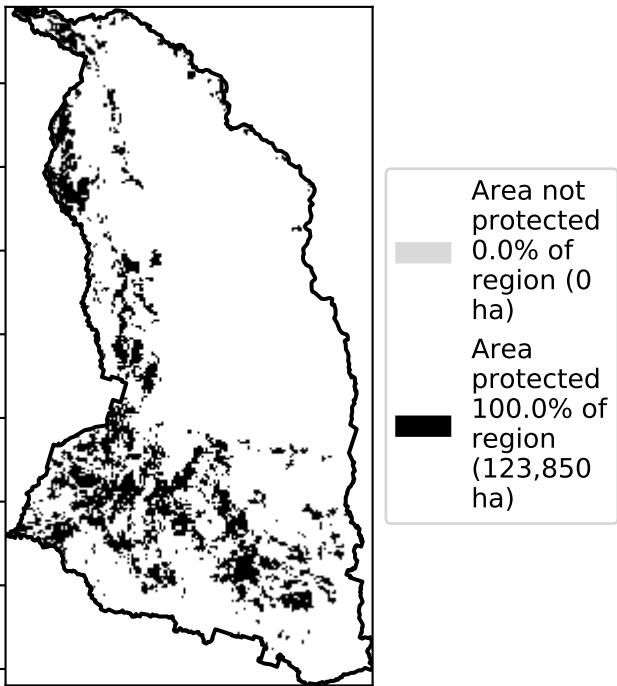 Area not
protected
0.0% of
region (0
ha)
Area
protected
100.0% of
region
(123,850
ha)